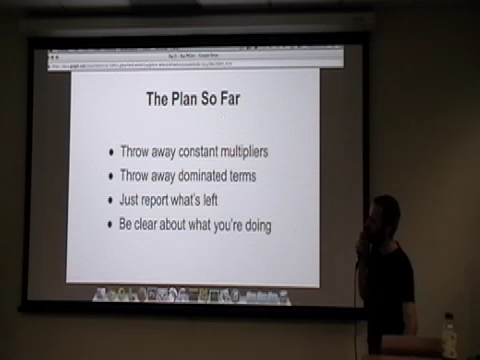 The Plan So Far
• Throw away constant multipliers
• Throw away dominated terms
• Just report what's left
• Be clear about what you're doing